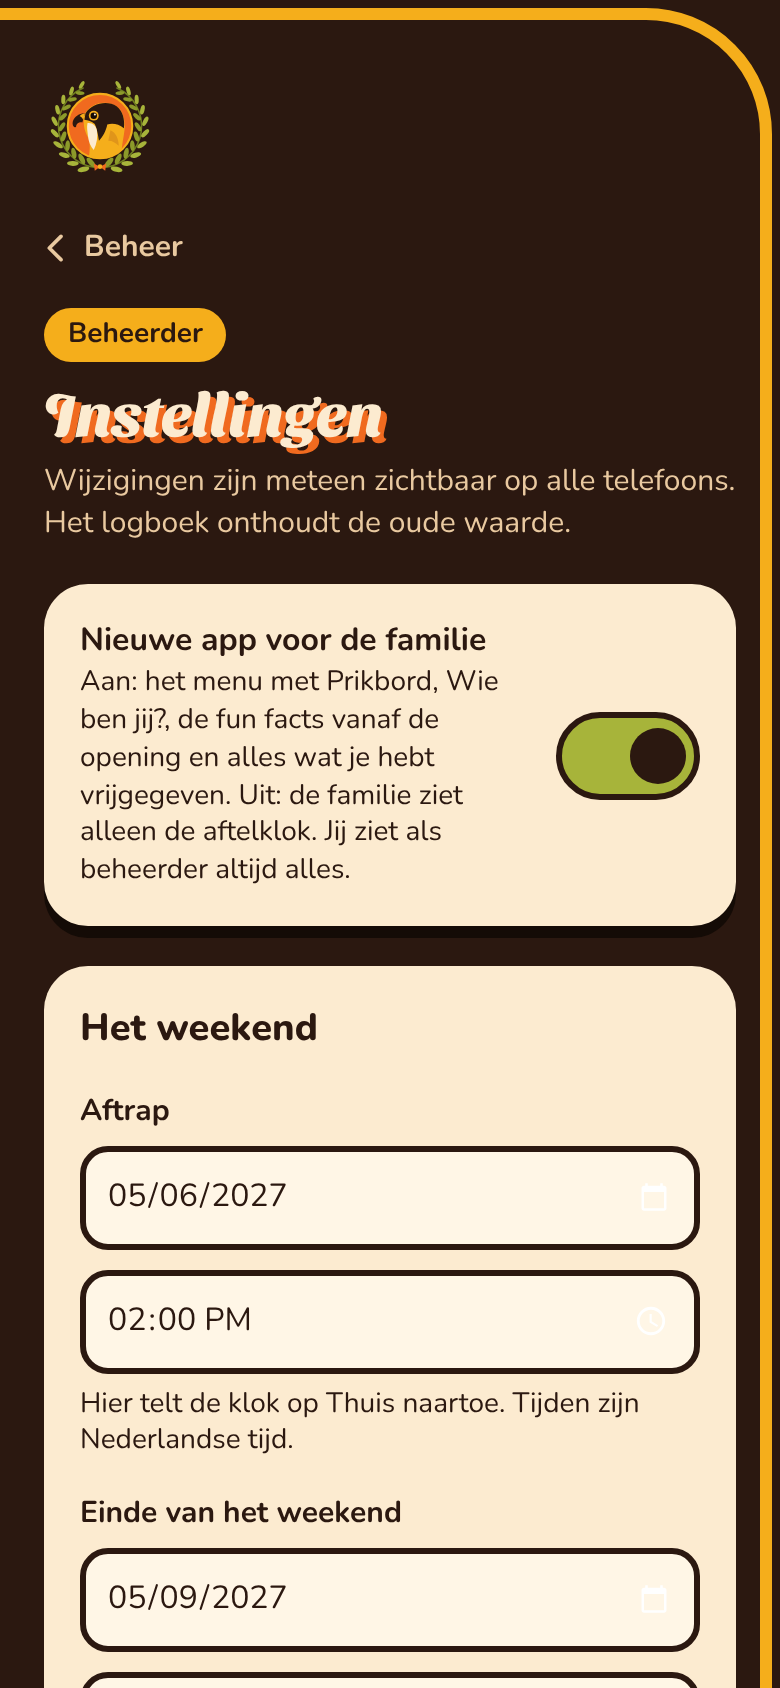 Beheer
Beheerder
Instellingen
Wijzigingen zijn meteen zichtbaar op alle telefoons.
Het logboek onthoudt de oude waarde.
Nieuwe app voor de familie
Aan: het menu met Prikbord, Wie
ben jij?, de fun facts vanaf de
opening en alles wat je hebt
vrijgegeven. Uit: de familie ziet
alleen de aftelklok. Jij ziet als
beheerder altijd alles.
Het weekend
Aftrap
05/06/2027
02:00 PM
Hier telt de klok op Thuis naartoe. Tijden zijn
Nederlandse tijd.
Einde van het weekend
05/09/2027